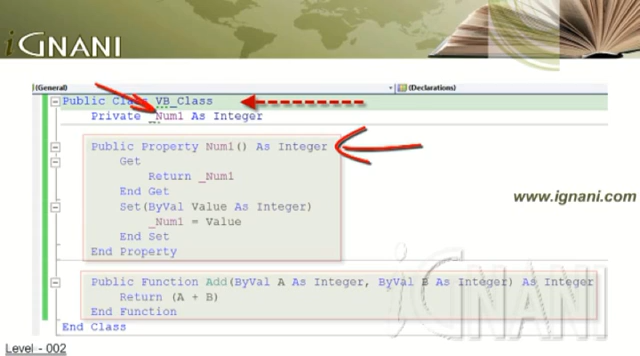 iGNANI
(General)
(Declarations)
Public Class VB_Class
Private _Num1 As Integer
Public Property Num1() As Integer
Get
Return _Num1
End Get
Set(ByVal Value As Integer)
_Num1 = Value
End Set
End Property
www.ignani.com
Public Function Add(ByVal A As Integer, ByVal B As Integer) As Integer
Return (A + B)
End Function
End Class
iGNANI
Level - 002